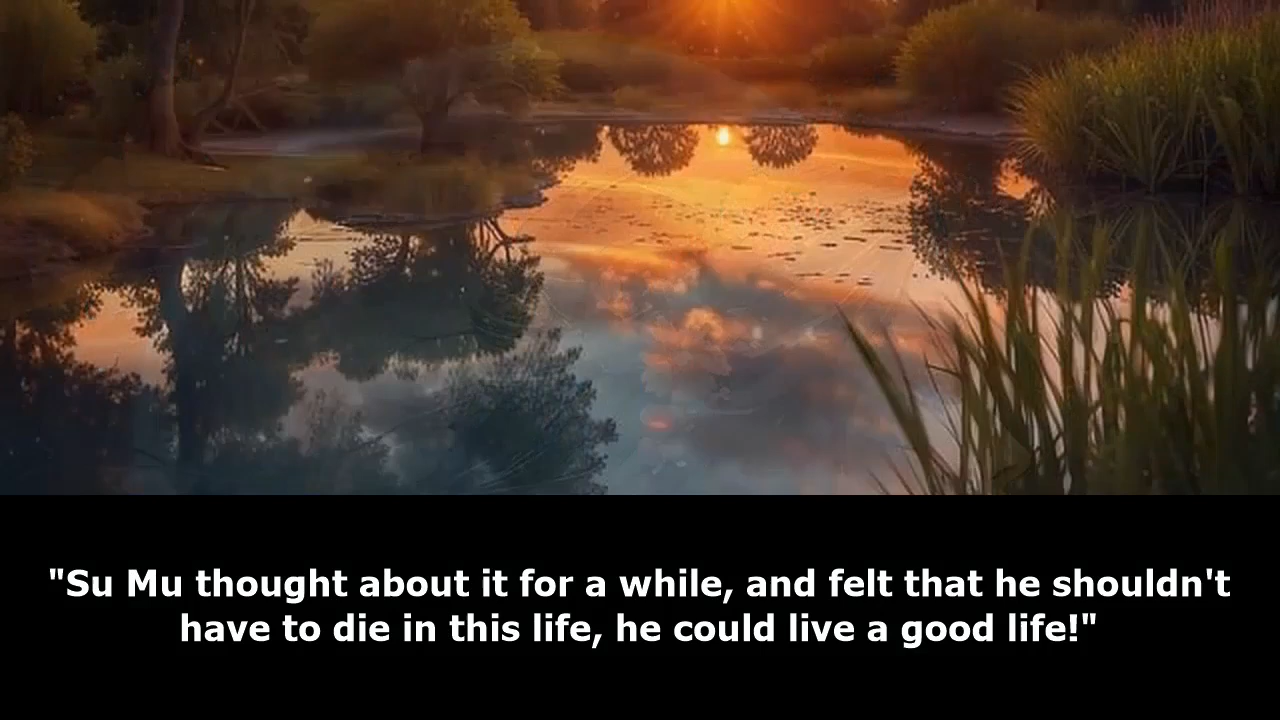 "Su Mu thought about it for a while, and felt that he shouldn't
have to die in this life, he could live a good life!"